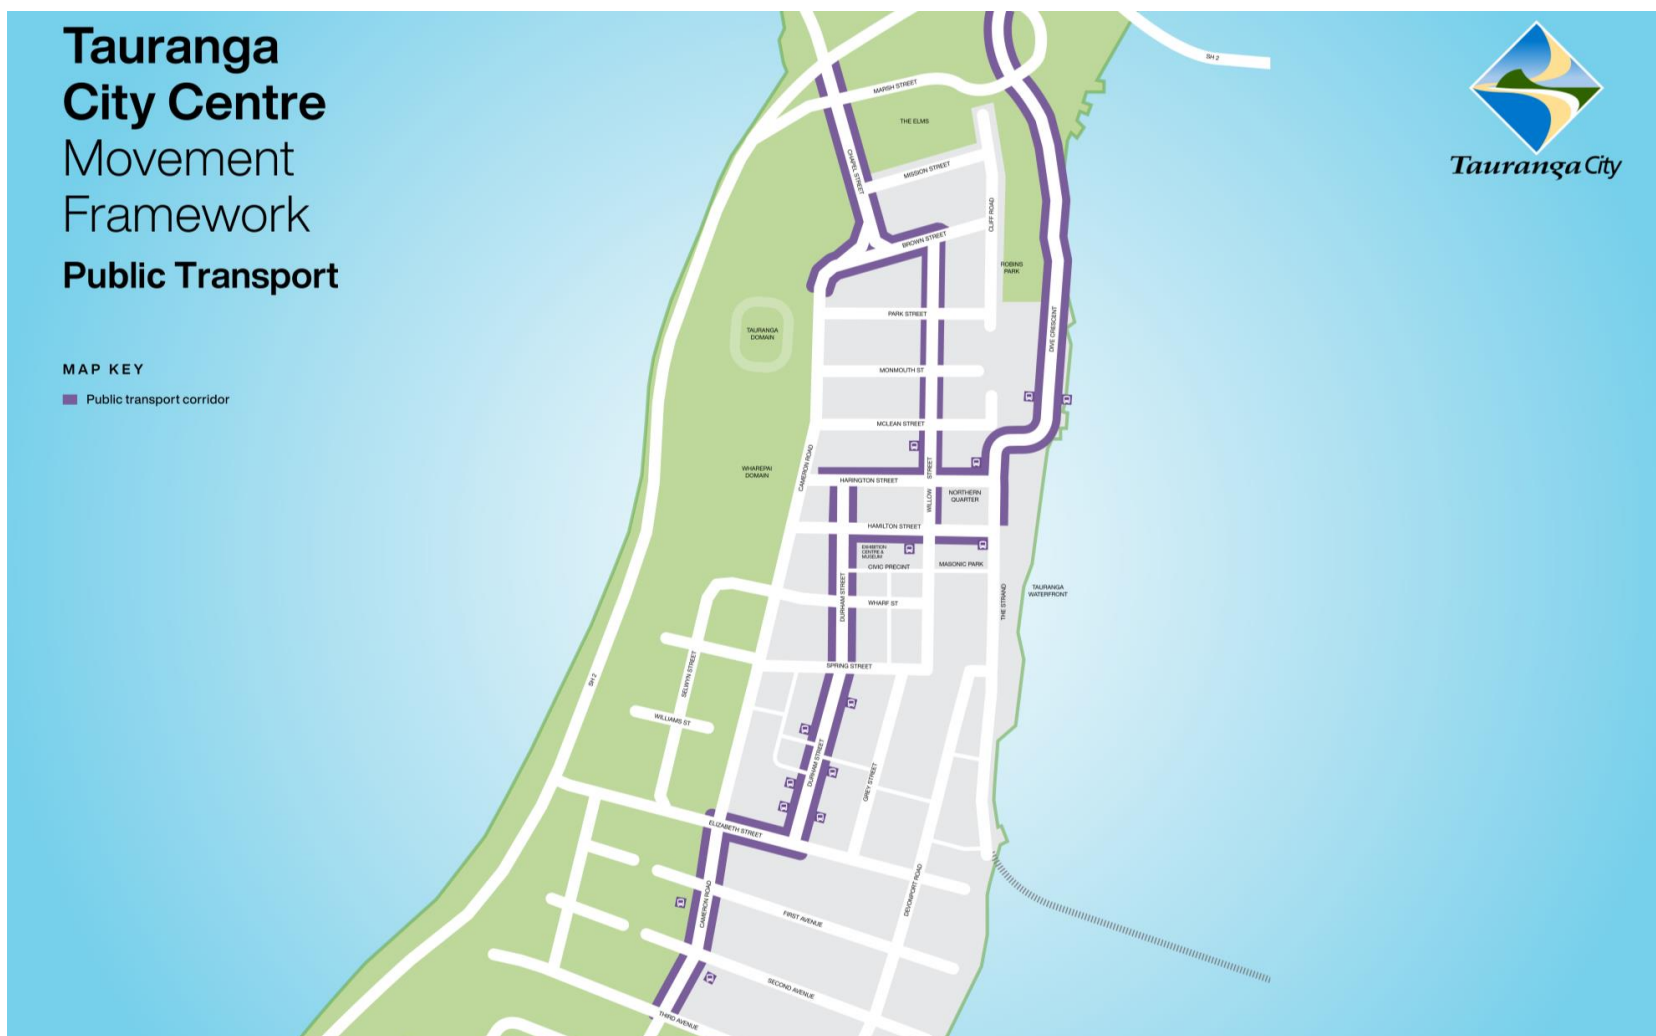 Tauranga
City Centre
Movement
Framework
Public Transport
MAP KEY
Public transport corridor
Tauranga City
SH 2
MARSH STREET
THE ELMS
CHAPEL STREET
MISSION STREET
CLIFF ROAD
BROWN STREET
ROBINS
PARK
PARK STREET
DIVE CRESCENT
TAURANGA
DOMAIN
MONMOUTH ST
MCLEAN STREET
CAMERON ROAD
WHAREPAI
DOMAIN
HARINGTON STREET
WILLOW STREET
NORTHERN
QUARTER
HAMILTON STREET
EXHIBITION
CENTRE &
MUSEUM
CIVIC PRECINT
MASONIC PARK
DURHAM STREET
WHARF ST
THE STRAND
TAURANGA
WATERFRONT
SPRING STREET
SELWYN STREET
SH 2
WILLIAMS ST
DURHAM STREET
GREY STREET
ELIZABETH STREET
CAMERON ROAD
FIRST AVENUE
DEVONPORT ROAD
SECOND AVENUE
THIRD AVENUE